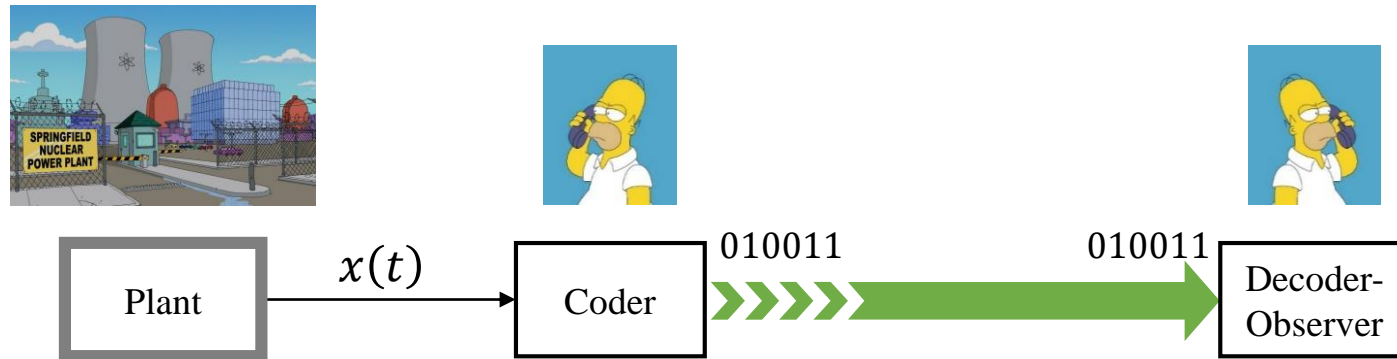 SPRINGFIELD
NUCLEAR
POWER PLANT
010011
010011
x(t)
Plant
Coder
Decoder-
Observer